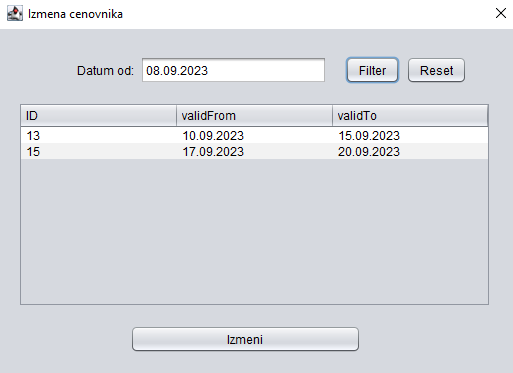 Izmena cenovnika
Datum od: 08.09.2023 Filter Reset
ID validFrom validTo
13 10.09.2023 15.09.2023
15 17.09.2023 20.09.2023
Izmeni